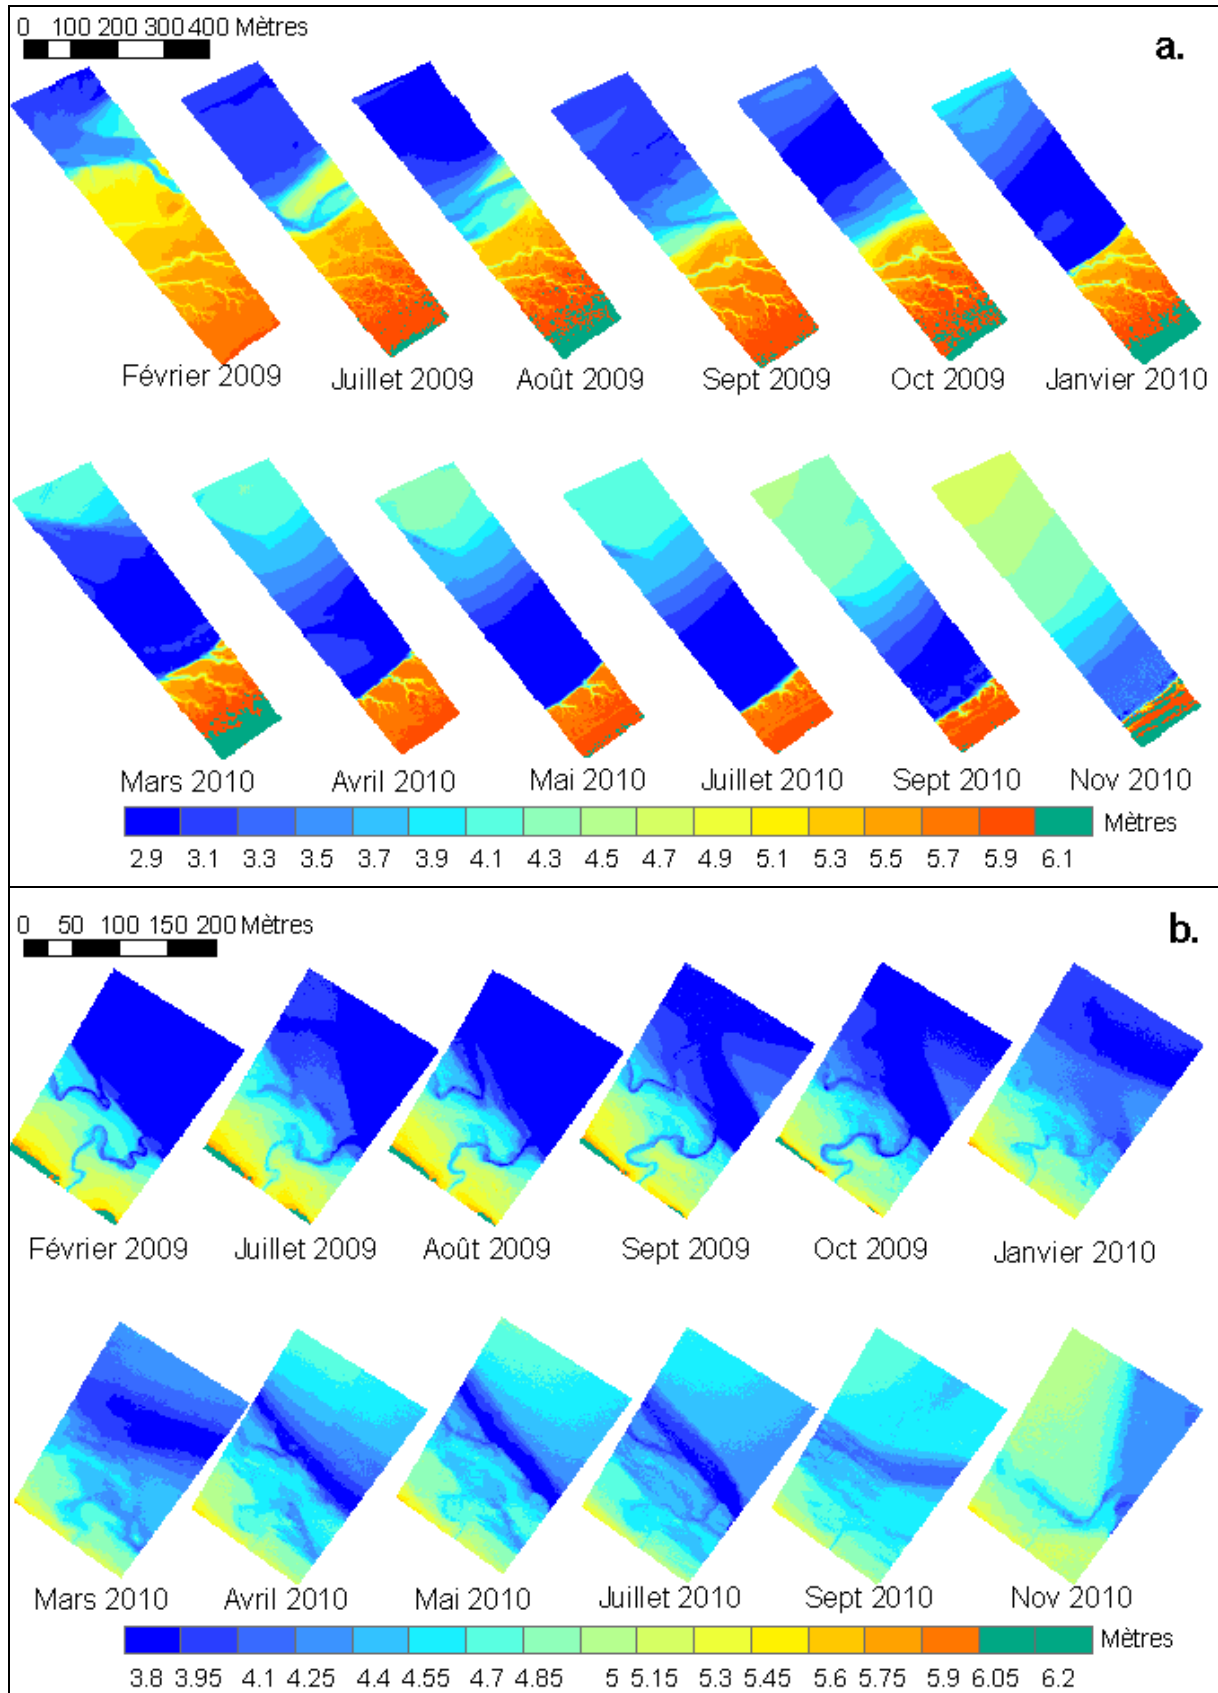 0 100 200 300 400 Mètres
a.
Février 2009 Juillet 2009 Août 2009 Sept 2009 Oct 2009 Janvier 2010
Mars 2010 Avril 2010 Mai 2010 Juillet 2010 Sept 2010 Nov 2010
Mètres
2.9 3.1 3.3 3.5 3.7 3.9 4.1 4.3 4.5 4.7 4.9 5.1 5.3 5.5 5.7 5.9 6.1
0 50 100 150 200 Mètres
b.
Février 2009 Juillet 2009 Août 2009 Sept 2009 Oct 2009 Janvier 2010
Mars 2010 Avril 2010 Mai 2010 Juillet 2010 Sept 2010 Nov 2010
Mètres
3.8 3.95 4.1 4.25 4.4 4.55 4.7 4.85 5 5.15 5.3 5.45 5.6 5.75 5.9 6.05 6.2